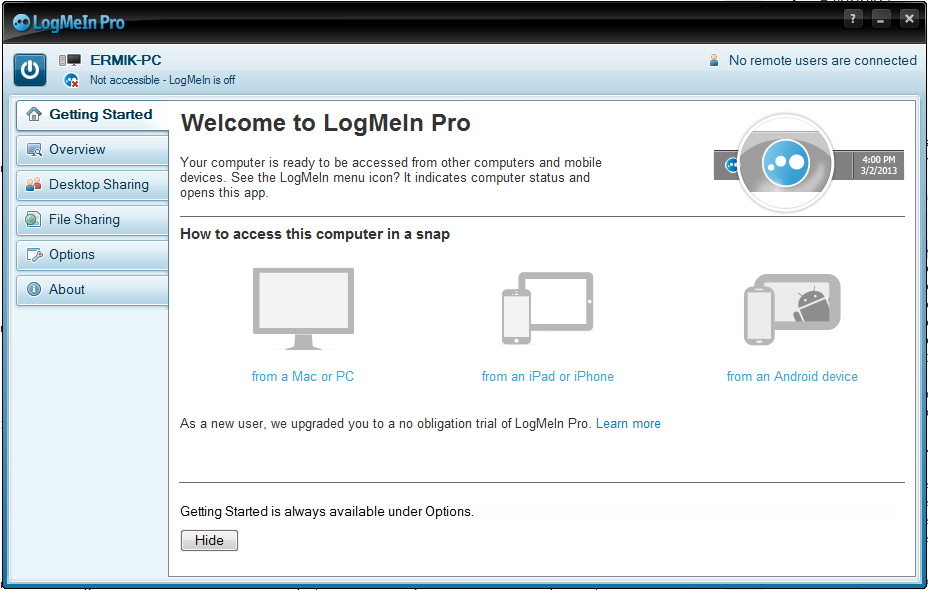 LogMeIn Pro
?
ERMIK-PC
Not accessible - LogMeIn is off
No remote users are connected
Getting Started
Overview
Desktop Sharing
File Sharing
Options
About
Welcome to LogMeIn Pro
Your computer is ready to be accessed from other computers and mobile
devices. See the LogMeIn menu icon? It indicates computer status and
opens this app.
4:00 PM
3/2/2013
How to access this computer in a snap
from a Mac or PC
from an iPad or iPhone
from an Android device
As a new user, we upgraded you to a no obligation trial of LogMeIn Pro. Learn more
Getting Started is always available under Options.
Hide